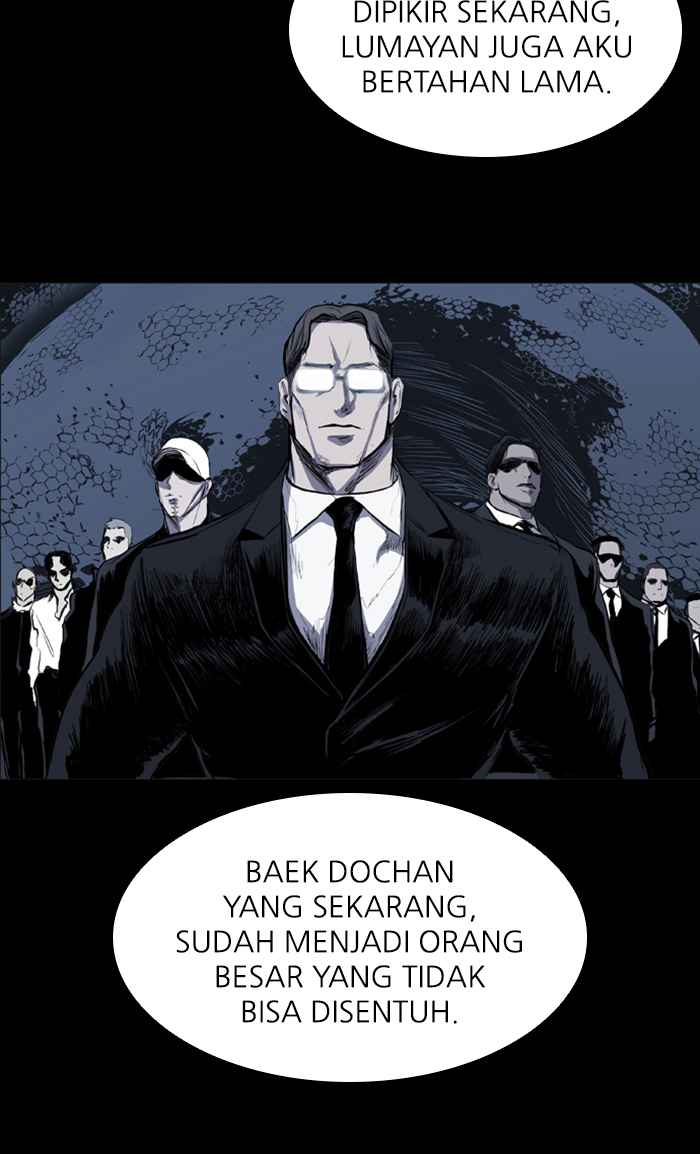 DIPIKIR SEKARANG,
LUMAYAN JUGA AKU
BERTAHAN LAMA.
BAEK DOCHAN
YANG SEKARANG,
SUDAH MENJADI ORANG
BESAR YANG TIDAK
BISA DISENTUH.